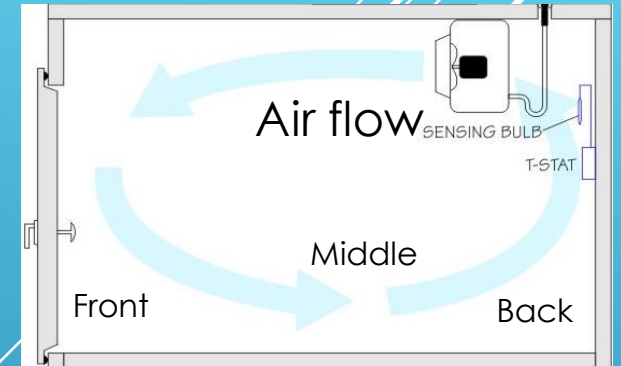 Air flow
SENSING BULB
T-STAT
Middle
Front
Back